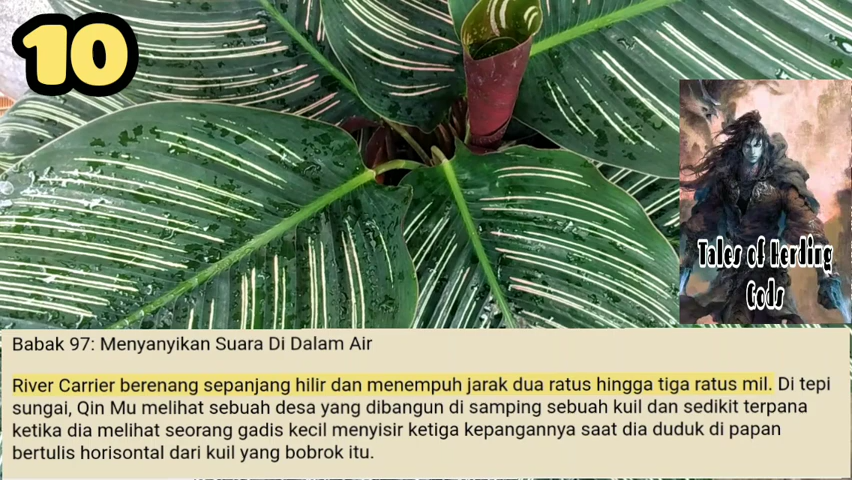 10
Tales of Herding
Gods
Babak 97: Menyanyikan Suara Di Dalam Air
River Carrier berenang sepanjang hilir dan menempuh jarak dua ratus hingga tiga ratus mil. Di tepi
sungai, Qin Mu melihat sebuah desa yang dibangun di samping sebuah kuil dan sedikit terpana
ketika dia melihat seorang gadis kecil menyisir ketiga kepangannya saat dia duduk di papan
bertulis horisontal dari kuil yang bobrok itu.